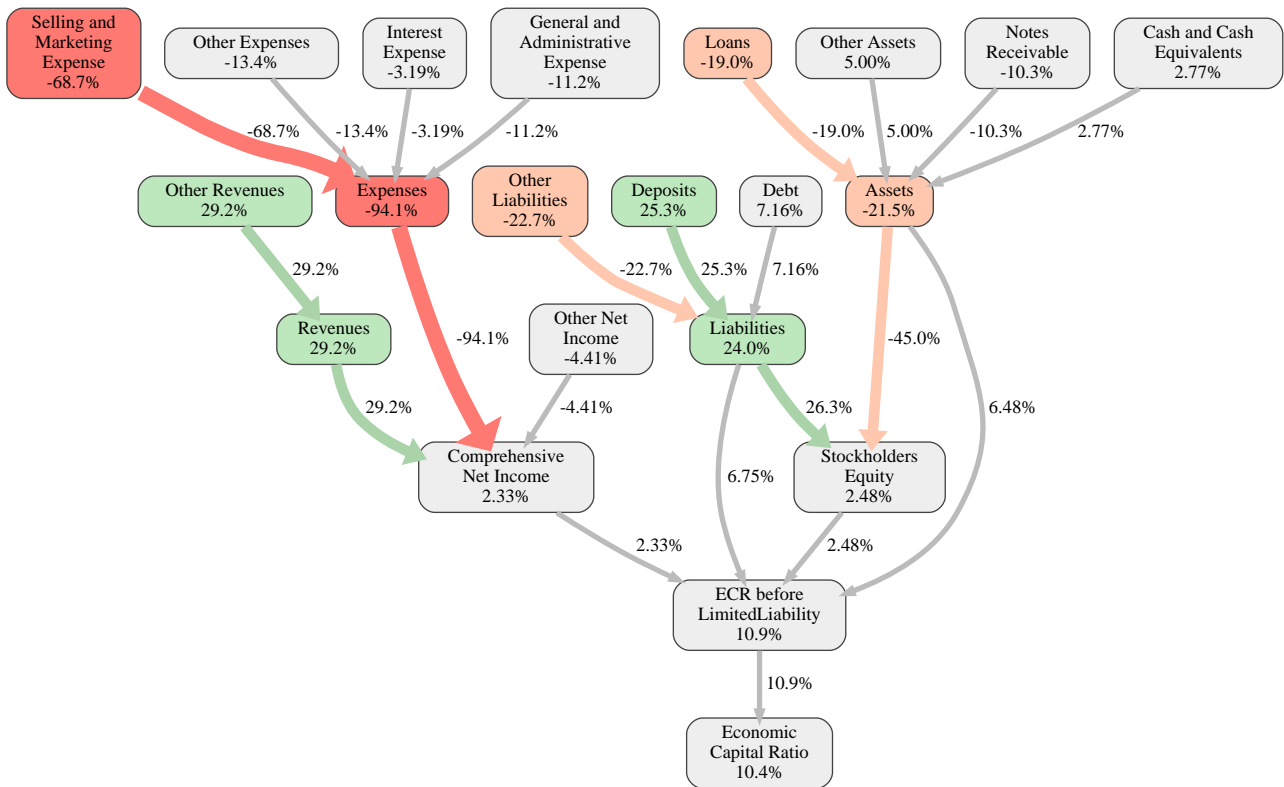 Selling and
Marketing
Expense
-68.7%
Other Expenses
-13.4%
Interest
Expense
-3.19%
General and
Administrative
Expense
-11.2%
Loans
-19.0%
Other Assets
5.00%
Notes
Receivable
-10.3%
Cash and Cash
Equivalents
2.77%
-68.7%
-13.4%
-3.19%
-11.2%
-19.0%
5.00%
-10.3%
2.77%
Other Revenues
29.2%
Expenses
-94.1%
Other
Liabilities
-22.7%
Deposits
25.3%
Debt
7.16%
Assets
-21.5%
29.2%
-22.7%
25.3%
7.16%
Revenues
29.2%
-94.1%
Other Net
Income
-4.41%
Liabilities
24.0%
-45.0%
29.2%
-4.41%
26.3%
6.48%
Comprehensive
Net Income
2.33%
6.75%
Stockholders
Equity
2.48%
2.33%
2.48%
ECR before
LimitedLiability
10.9%
10.9%
Economic
Capital Ratio
10.4%